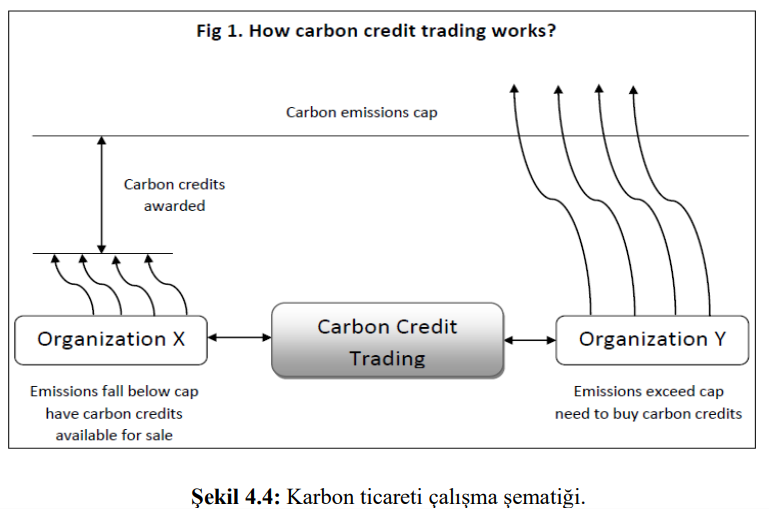 Fig 1. How carbon credit trading works?
Carbon emissions cap
Carbon credits
awarded
Organization X
Carbon Credit
Trading
Organization Y
Emissions fall below cap
have carbon credits
available for sale
Emissions exceed cap
need to buy carbon credits
Şekil 4.4: Karbon ticareti çalışma şematiği.